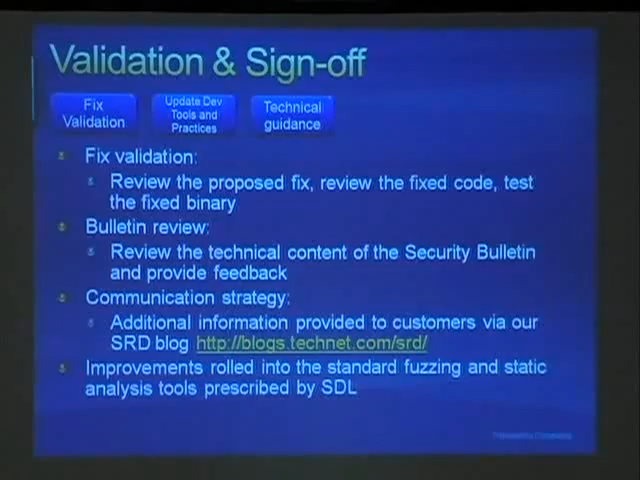 Validation & Sign-off
Fix
Validation
Update Dev
Tools and
Practices
Technical
guidance
Fix validation:
Review the proposed fix, review the fixed code, test
the fixed binary
Bulletin review:
Review the technical content of the Security Bulletin
and provide feedback
Communication strategy:
Additional information provided to customers via our
SRD blog http://blogs.technet.com/srd/
Improvements rolled into the standard fuzzing and static
analysis tools prescribed by SDL